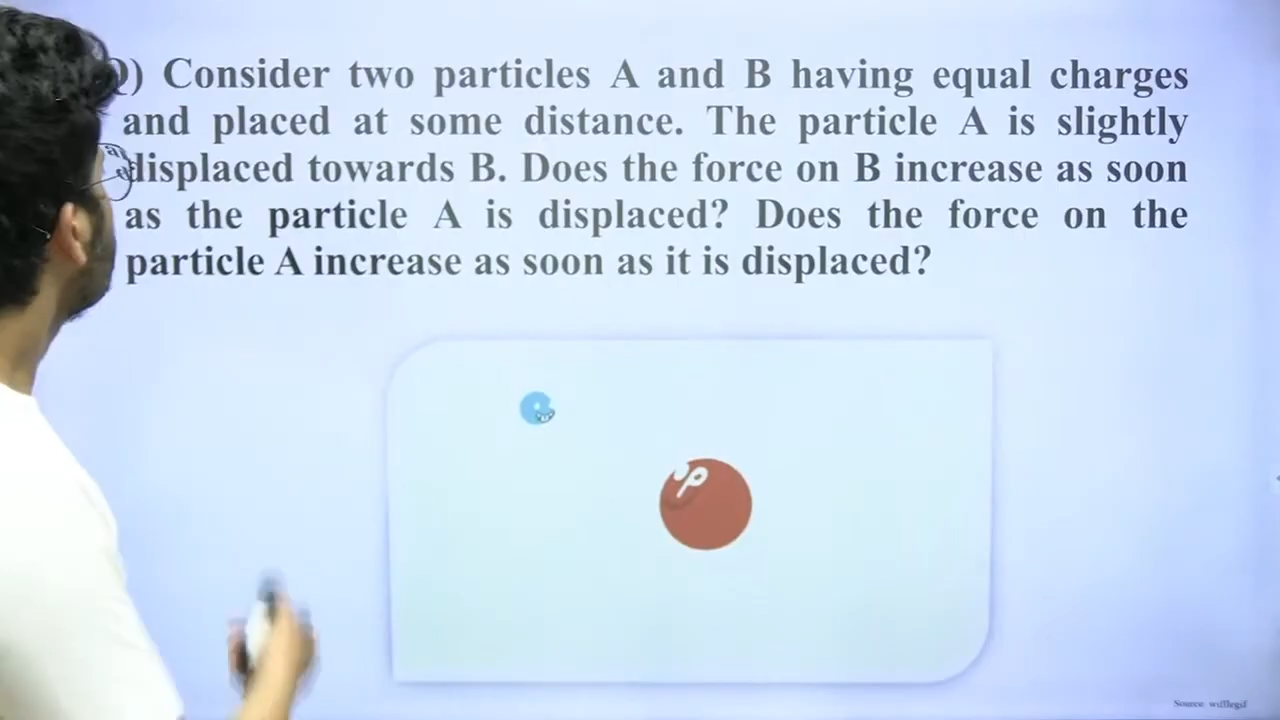 Q) Consider two particles A and B having equal charges
and placed at some distance. The particle A is slightly
displaced towards B. Does the force on B increase as soon
as the particle A is displaced? Does the force on the
particle A increase as soon as it is displaced?
p
Source: wifflegif